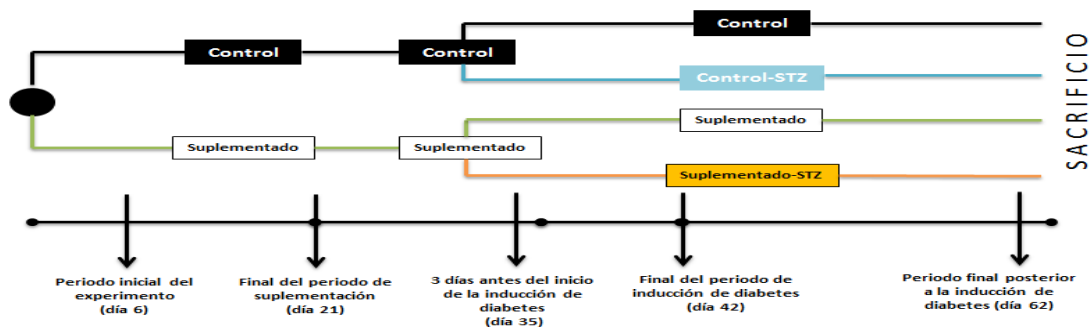 Control
Control
Control
Control-STZ
Suplementado
Suplementado
Suplementado
Suplementado-STZ
SACRIFICIO
Periodo inicial del
experimento
(día 6)
Final del periodo de
suplementación
(día 21)
3 días antes del inicio
de la inducción de
diabetes
(día 35)
Final del periodo de
inducción de diabetes
(día 42)
Periodo final posterior
a la inducción de
diabetes (día 62)